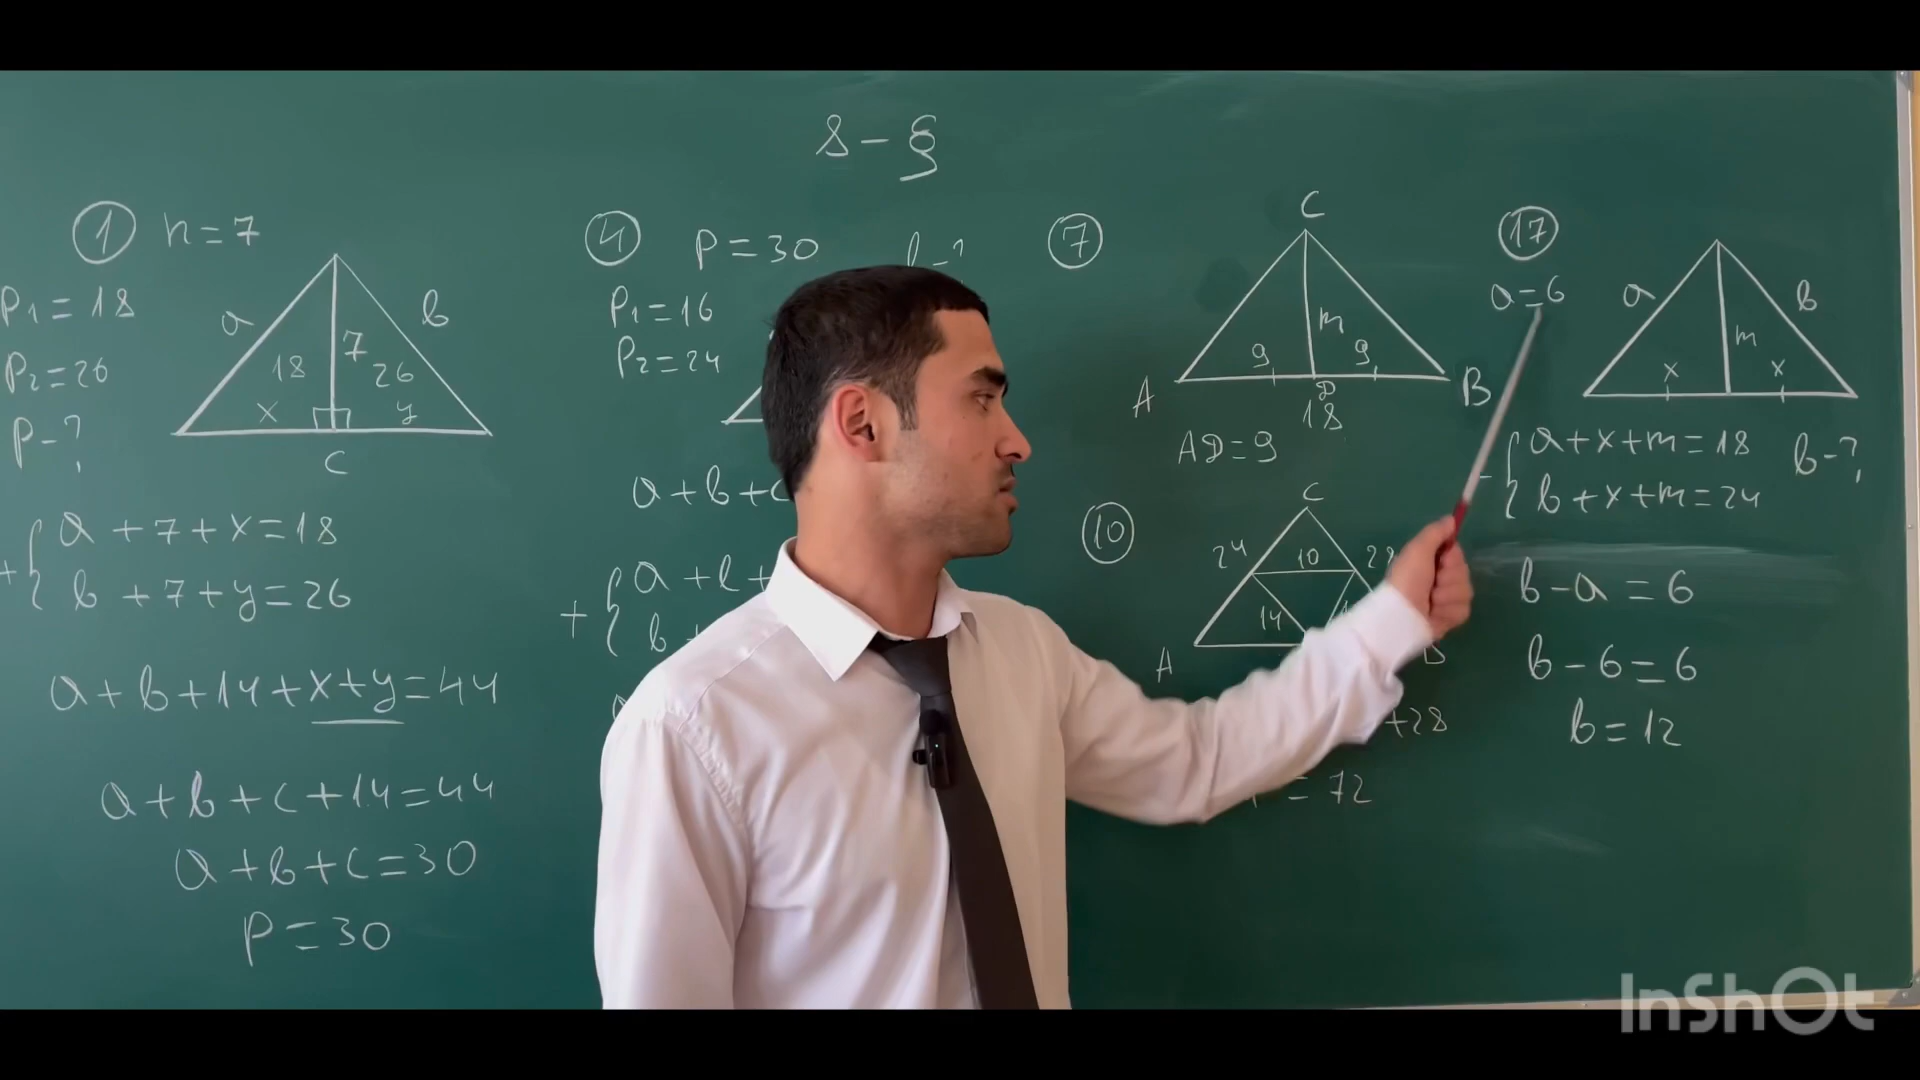 8-§
① h=7
P₁=18
P₂=26
P-?
a
b
18
7
26
x
y
c
a+7+x=18
+
b+7+y=26
a+b+14+x+y=44
a+b+c+14=44
a+b+c=30
P=30
④ P=30
P₁=16
P₂=24
a+b+c
+
⑦
C
m
9
9
A
D
B
18
AD=9
⑩
C
24
10
14
A
+28
=72
⑰
a=6
a
b
m
x
x
a+x+m=18
-
b-?
b+x+m=24
b-a=6
b-6=6
b=12
InShOt